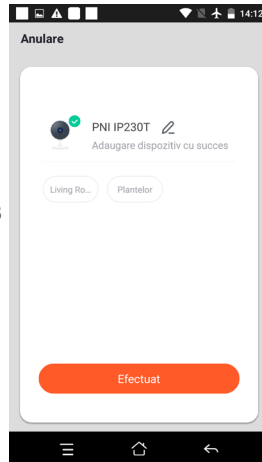 14:12
Anulare
PNI IP230T
Adaugare dispozitiv cu succes
Living Ro... Plantelor
Efectuat